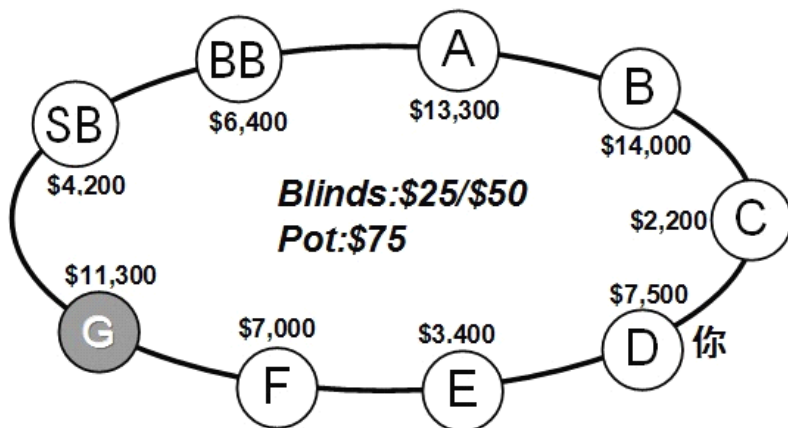 BB
A
SB
B
$6,400
$13,300
$14,000
$4,200
Blinds:$25/$50
Pot:$75
$2,200
C
$11,300
$7,500
$7,000
$3.400
G
D
你
F
E